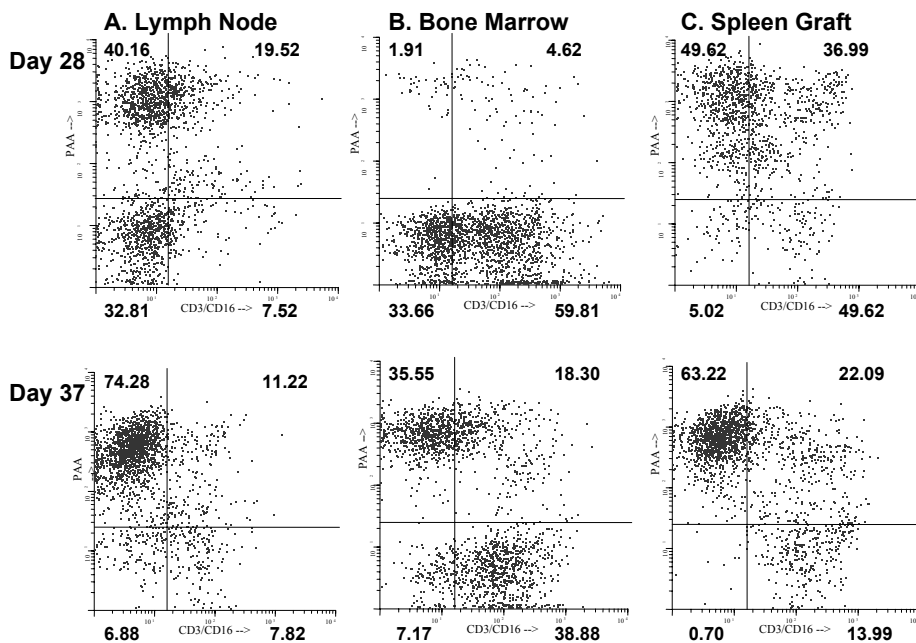 A. Lymph Node B. Bone Marrow C. Spleen Graft
Day 28
40.16 19.52 1.91 4.62 49.62 36.99
PAA --> PAA --> PAA -->
32.81 CD3/CD16 --> 7.52 33.66 CD3/CD16 --> 59.81 5.02 CD3/CD16 --> 49.62
Day 37
74.28 11.22 35.55 18.30 63.22 22.09
PAA PAA --> PAA -->
6.88 CD3/CD16 --> 7.82 7.17 CD3/CD16 --> 38.88 0.70 CD3/CD16 --> 13.99